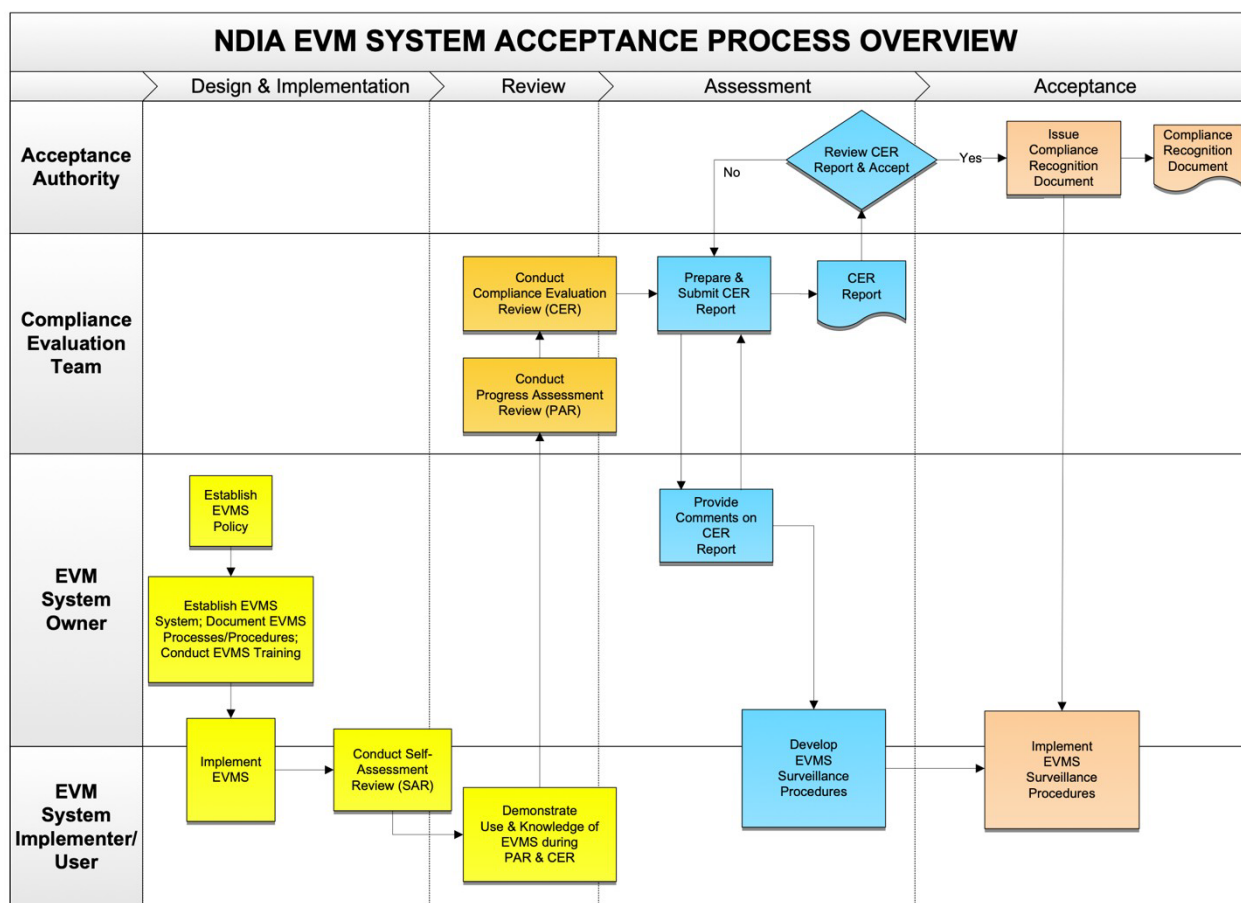 NDIA EVM SYSTEM ACCEPTANCE PROCESS OVERVIEW
Design & Implementation
Review
Assessment
Acceptance
Acceptance
Authority
Review CER
Report & Accept
No
Yes
Issue
Compliance
Recognition
Document
Compliance
Recognition
Document
Compliance
Evaluation
Team
Conduct
Compliance Evaluation
Review (CER)
Prepare &
Submit CER
Report
CER
Report
Conduct
Progress Assessment
Review (PAR)
EVM
System
Owner
Establish
EVMS
Policy
Provide
Comments on
CER
Report
Establish EVMS
System; Document EVMS
Processes/Procedures;
Conduct EVMS Training
Implement
EVMS
Conduct Self-
Assessment
Review (SAR)
Develop
EVMS
Surveillance
Procedures
Implement
EVMS
Surveillance
Procedures
EVM
System
Implementer/
User
Demonstrate
Use & Knowledge of
EVMS during
PAR & CER